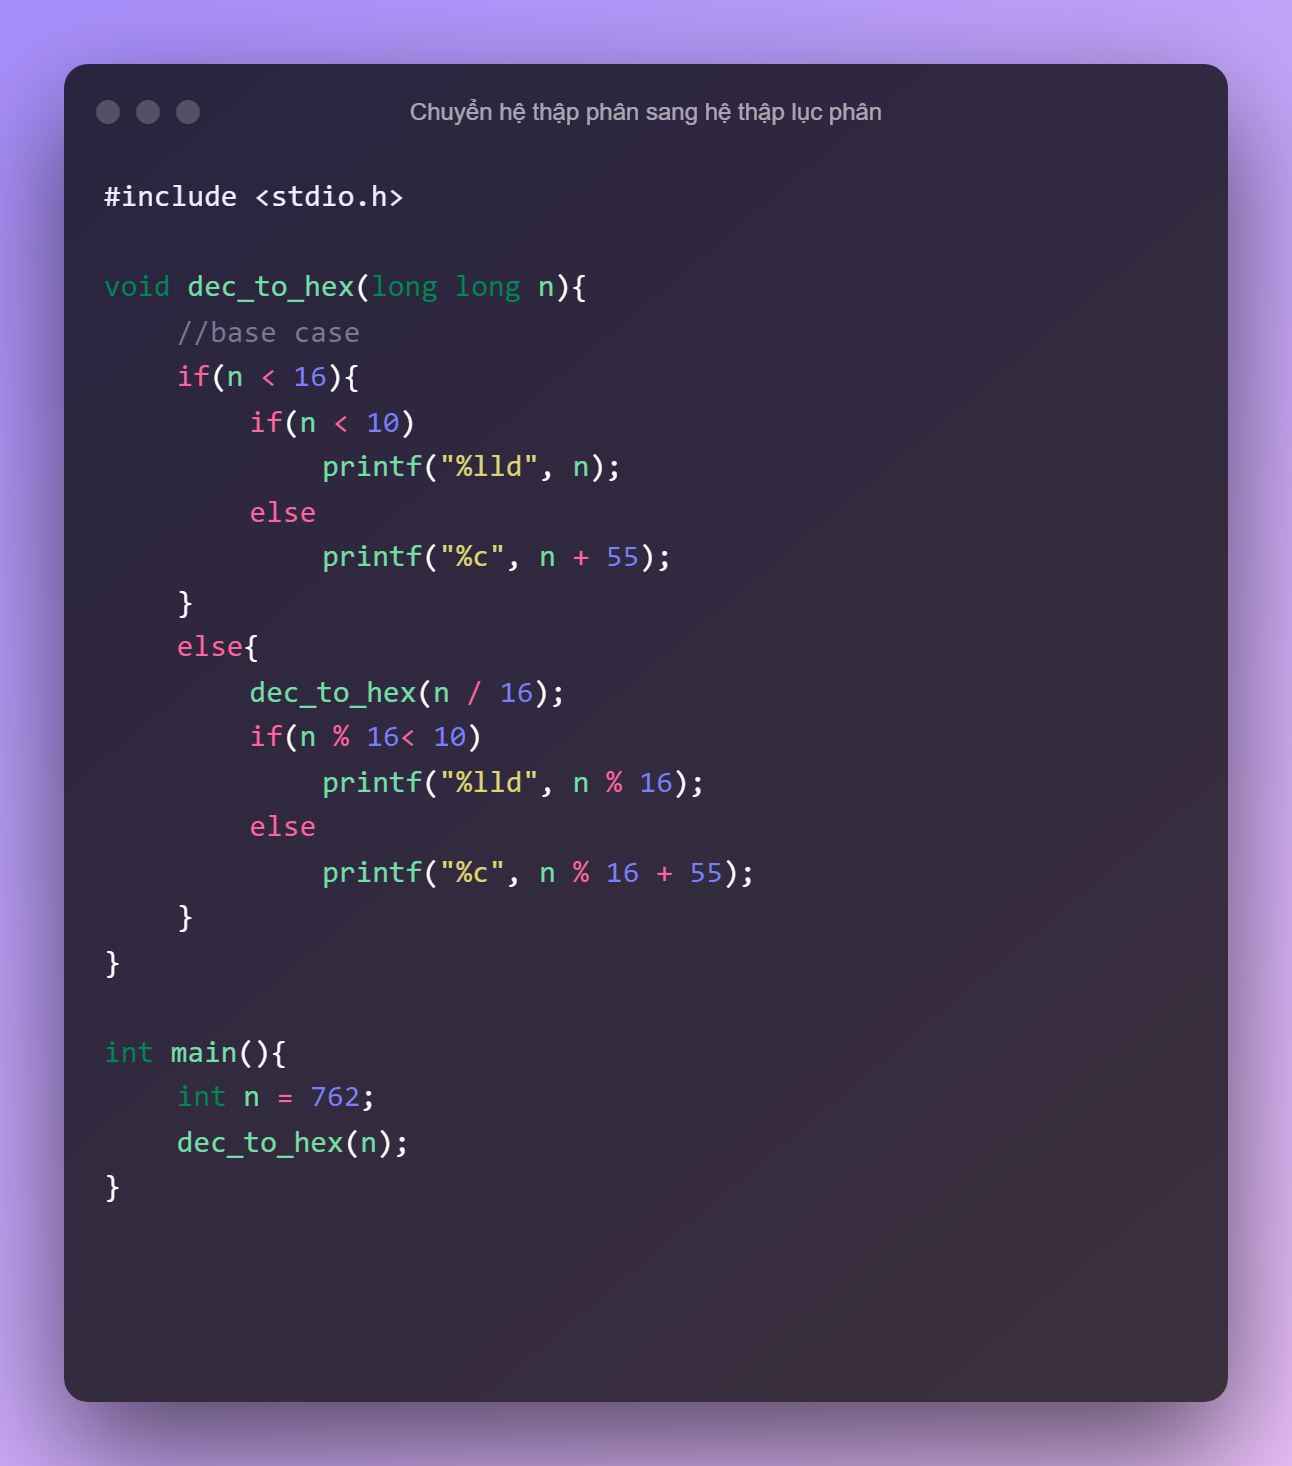 Chuyển hệ thập phân sang hệ thập lục phân
#include <stdio.h>
void dec_to_hex(long long n){
//base case
if(n < 16){
if(n < 10)
printf("%lld", n);
else
printf("%c", n + 55);
}
else{
dec_to_hex(n / 16);
if(n % 16< 10)
printf("%lld", n % 16);
else
printf("%c", n % 16 + 55);
}
}
int main(){
int n = 762;
dec_to_hex(n);
}